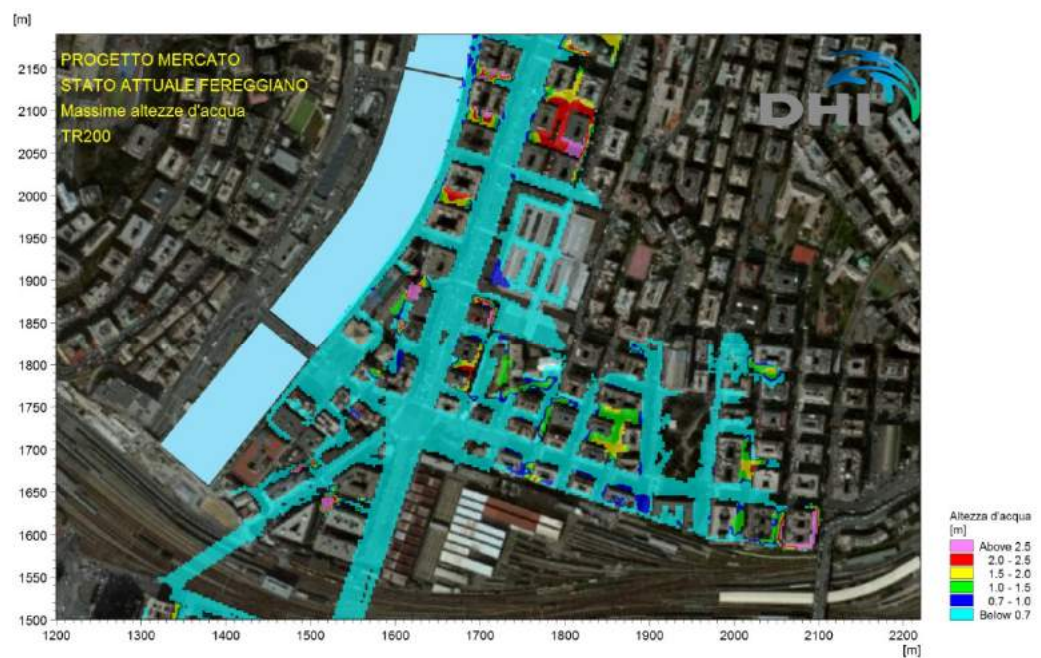 [m]
PROGETTO MERCATO
STATO ATTUALE FEREGGIANO
Massime altezze d'acqua
TR200
DHI
2150
2100
2050
2000
1950
1900
1850
1800
1750
1700
1650
1600
1550
1500
1200 1300 1400 1500 1600 1700 1800 1900 2000 2100 2200
[m]
Altezza d'acqua
[m]
Above 2.5
2.0 - 2.5
1.5 - 2.0
1.0 - 1.5
0.7 - 1.0
Below 0.7